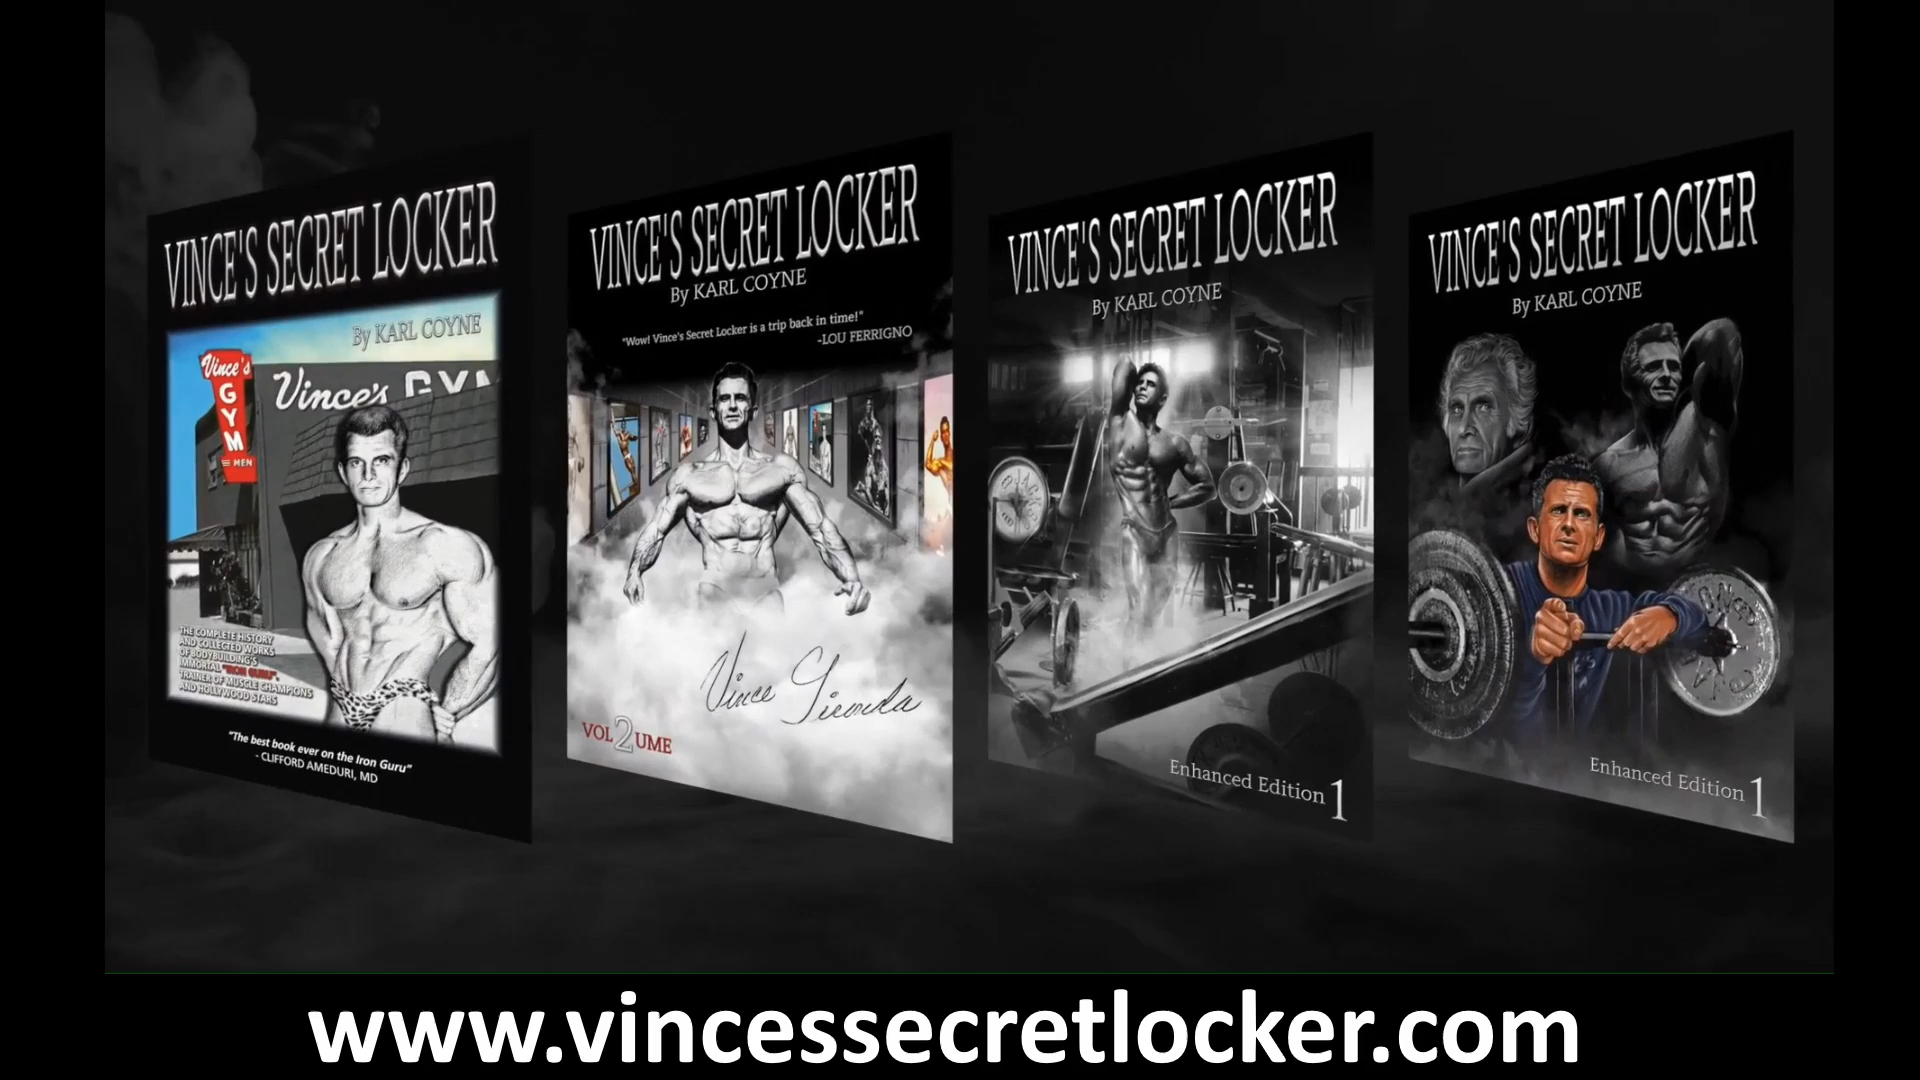 VINCE'S SECRET LOCKER
By KARL COYNE
Vince's
GYM
MEN
Vince's GYM
THE COMPLETE HISTORY
AND COLLECTED WORKS
OF BODYBUILDING'S
IMMORTAL "IRON GURU".
TRAINER OF MUSCLE CHAMPIONS
AND HOLLYWOOD STARS
"The best book ever on the Iron Guru"
- CLIFFORD AMEDURI, MD
VINCE'S SECRET LOCKER
By KARL COYNE
"Wow! Vince's Secret Locker is a trip back in time!"
-LOU FERRIGNO
Vince Gironda
VOL2UME
VINCE'S SECRET LOCKER
By KARL COYNE
Enhanced Edition 1
VINCE'S SECRET LOCKER
By KARL COYNE
Enhanced Edition 1
www.vincessecretlocker.com